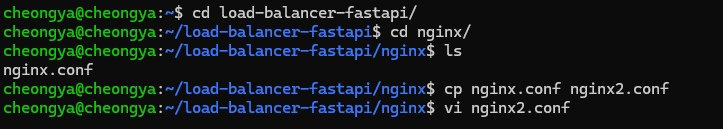 cheongya@cheongya:~$ cd load-balancer-fastapi/
cheongya@cheongya:~/load-balancer-fastapi$ cd nginx/
cheongya@cheongya:~/load-balancer-fastapi/nginx$ ls
nginx.conf
cheongya@cheongya:~/load-balancer-fastapi/nginx$ cp nginx.conf nginx2.conf
cheongya@cheongya:~/load-balancer-fastapi/nginx$ vi nginx2.conf